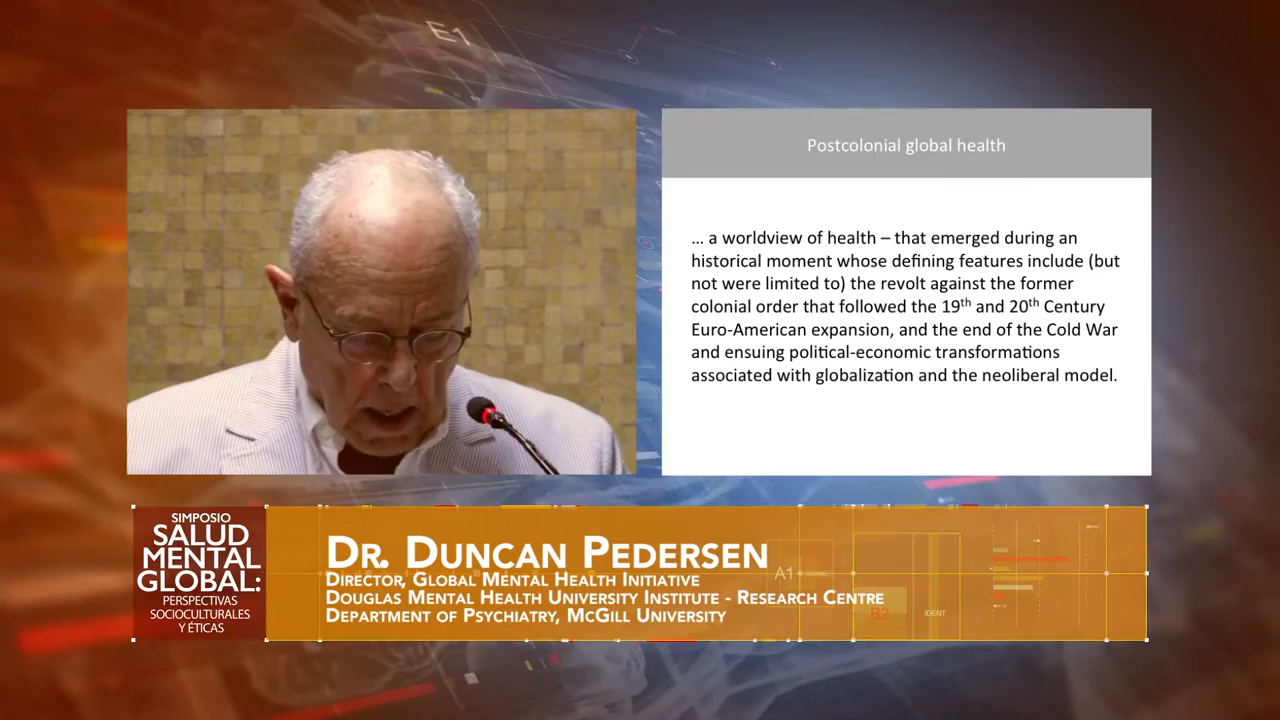 E1
Postcolonial global health
… a worldview of health – that emerged during an
historical moment whose defining features include (but
not were limited to) the revolt against the former
colonial order that followed the 19th and 20th Century
Euro-American expansion, and the end of the Cold War
and ensuing political-economic transformations
associated with globalization and the neoliberal model.
SIMPOSIO
SALUD
MENTAL
GLOBAL:
PERSPECTIVAS
SOCIOCULTURALES
Y ÉTICAS
DR. DUNCAN PEDERSEN
DIRECTOR, GLOBAL MENTAL HEALTH INITIATIVE
DOUGLAS MENTAL HEALTH UNIVERSITY INSTITUTE - RESEARCH CENTRE
DEPARTMENT OF PSYCHIATRY, MCGILL UNIVERSITY
A1
B2
IDENT